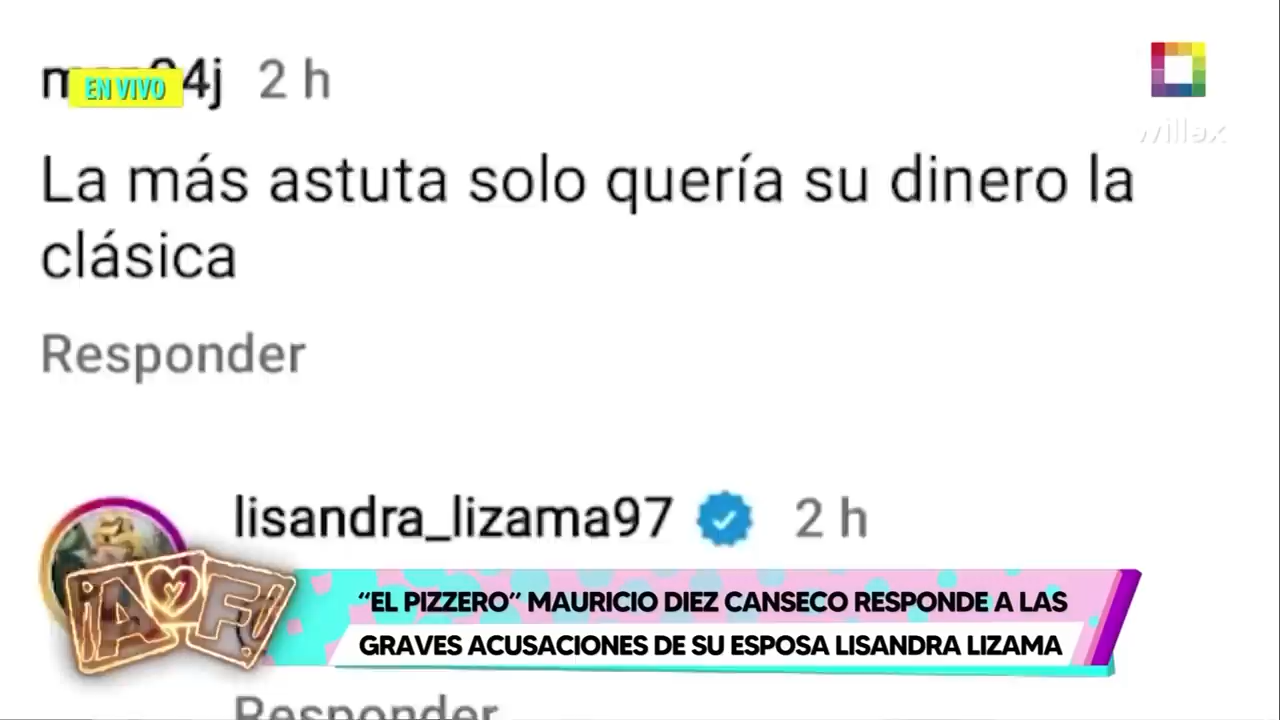 EN VIVO
4j 2 h
willax
La más astuta solo quería su dinero la
clásica
Responder
lisandra_lizama97 2 h
¡A F!
“EL PIZZERO” MAURICIO DIEZ CANSECO RESPONDE A LAS
GRAVES ACUSACIONES DE SU ESPOSA LISANDRA LIZAMA
Responder